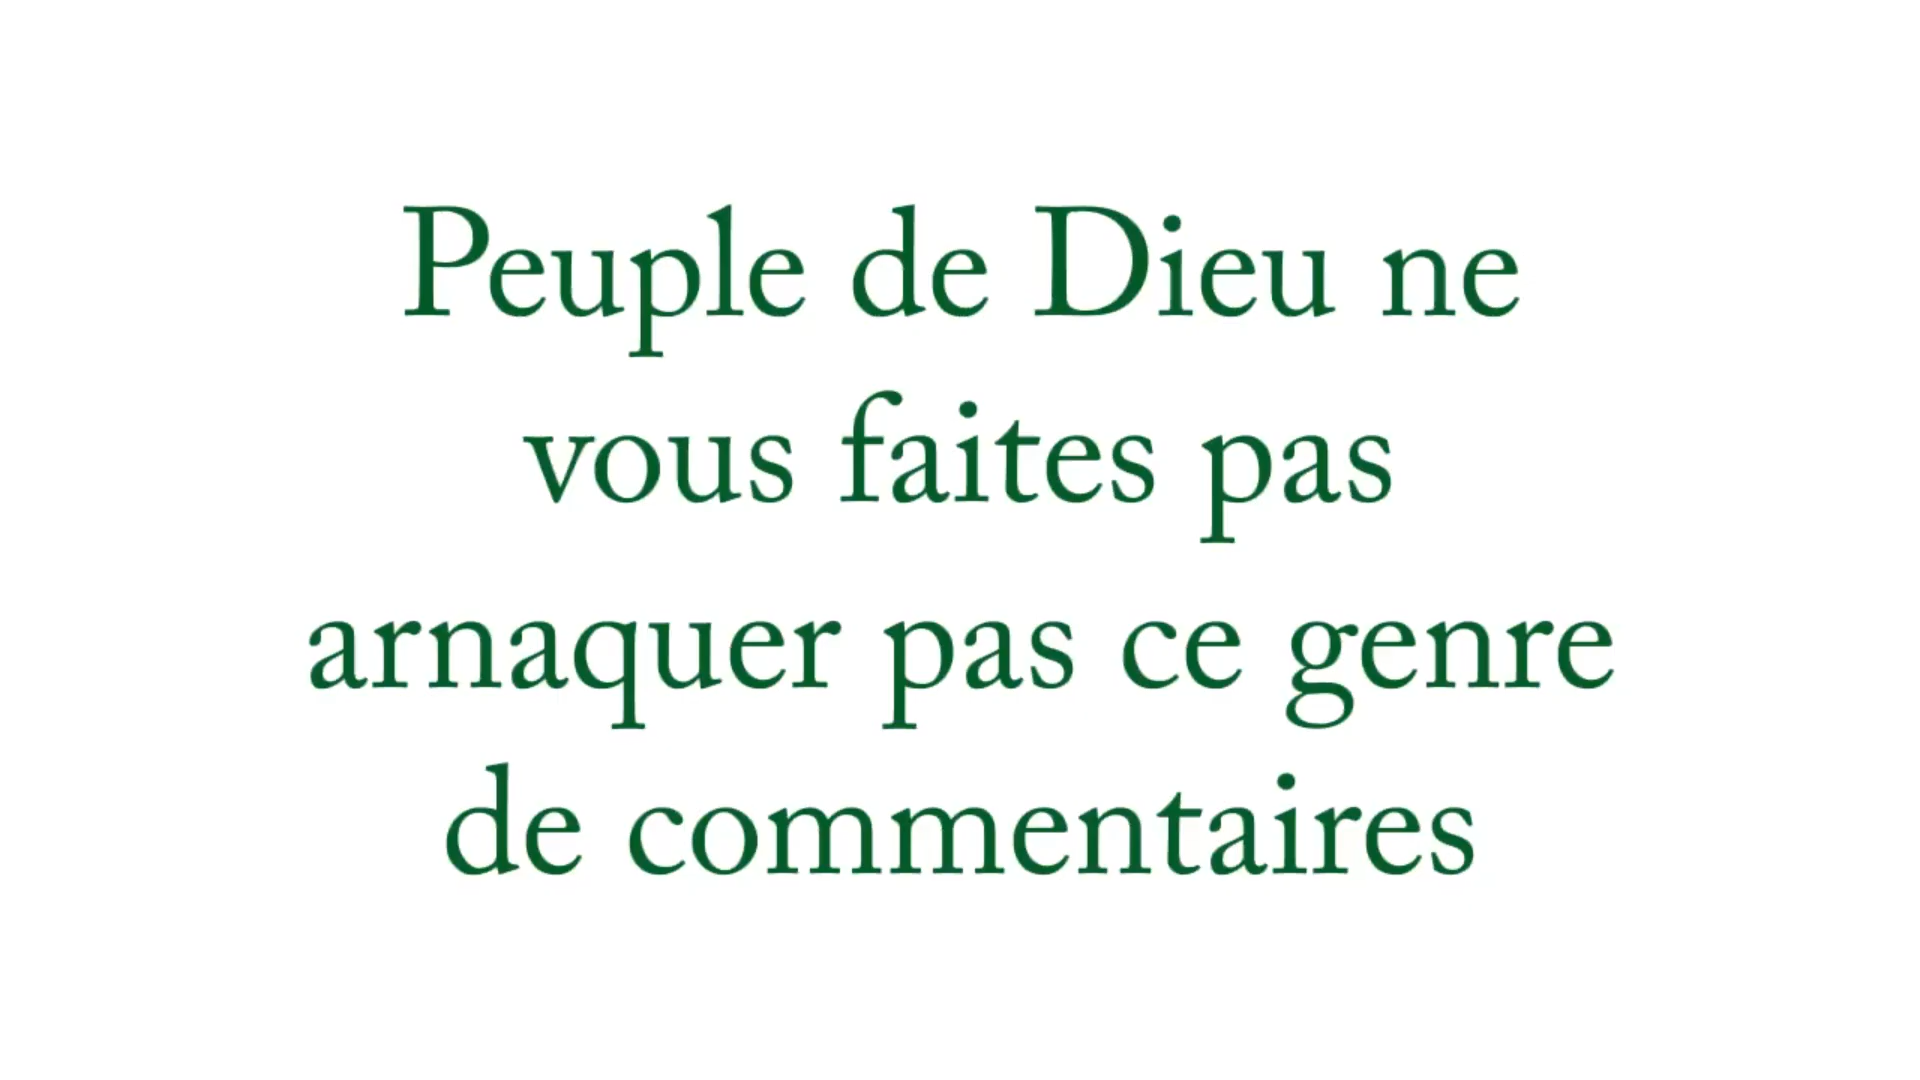 Peuple de Dieu ne
vous faites pas
arnaquer pas ce genre
de commentaires